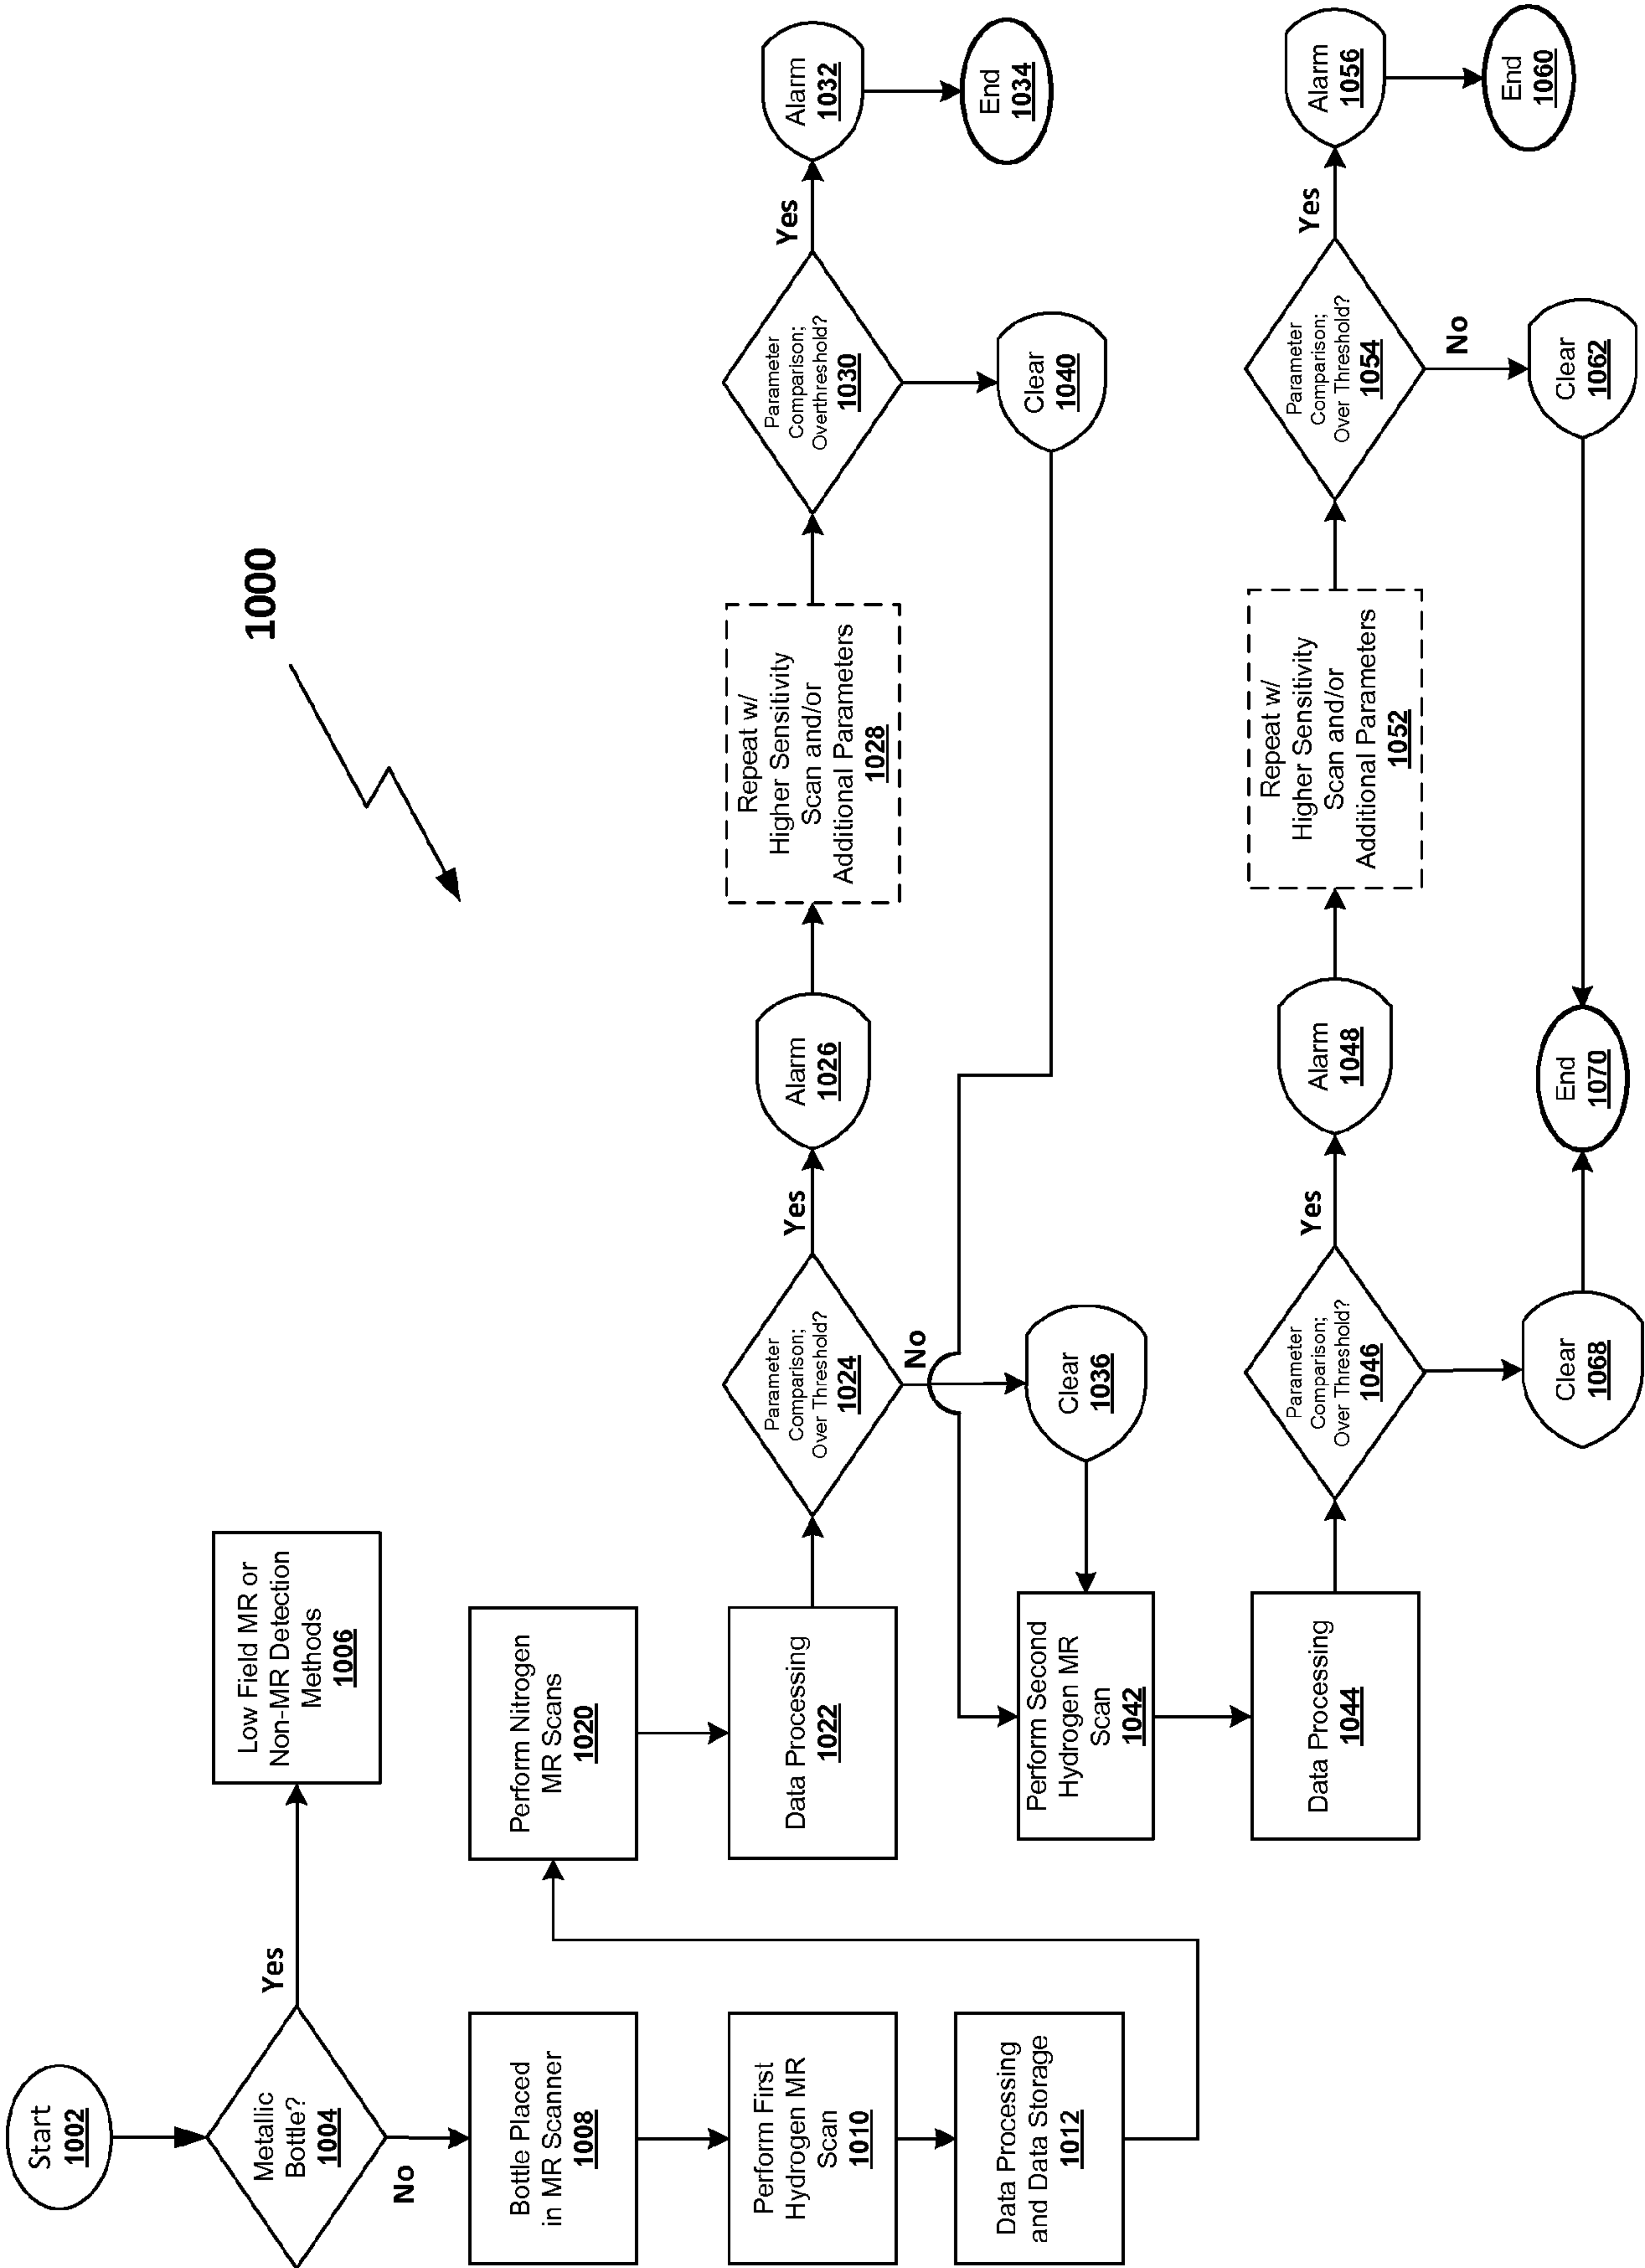 1000
Start
1002
Metallic
Bottle?
1004
Yes
No
Low Field MR or
Non-MR Detection
Methods
1006
Bottle Placed
in MR Scanner
1008
Perform First
Hydrogen MR
Scan
1010
Data Processing
and Data Storage
1012
Perform Nitrogen
MR Scans
1020
Data Processing
1022
Parameter
Comparison;
Over Threshold?
1024
Yes
No
Alarm
1026
Repeat w/
Higher Sensitivity
Scan and/or
Additional Parameters
1028
Parameter
Comparison;
Overthreshold?
1030
Yes
Alarm
1032
End
1034
Clear
1036
Clear
1040
Perform Second
Hydrogen MR
Scan
1042
Data Processing
1044
Parameter
Comparison;
Over Threshold?
1046
Yes
Alarm
1048
Repeat w/
Higher Sensitivity
Scan and/or
Additional Parameters
1052
Parameter
Comparison;
Over Threshold?
1054
Yes
No
Alarm
1056
End
1060
Clear
1062
Clear
1068
End
1070